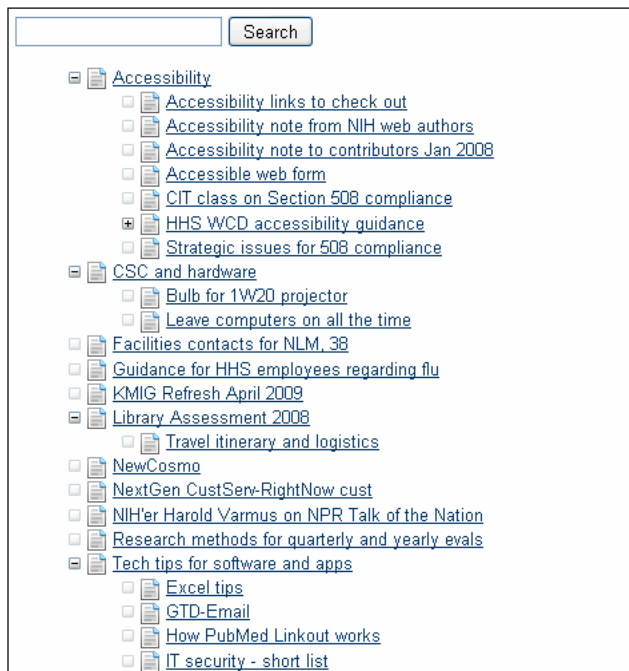 Search
Accessibility
Accessibility links to check out
Accessibility note from NIH web authors
Accessibility note to contributors Jan 2008
Accessible web form
CIT class on Section 508 compliance
HHS WCD accessibility guidance
Strategic issues for 508 compliance
CSC and hardware
Bulb for 1W20 projector
Leave computers on all the time
Facilities contacts for NLM, 38
Guidance for HHS employees regarding flu
KMIG Refresh April 2009
Library Assessment 2008
Travel itinerary and logistics
NewCosmo
NextGen CustServ-RightNow cust
NIH'er Harold Varmus on NPR Talk of the Nation
Research methods for quarterly and yearly evals
Tech tips for software and apps
Excel tips
GTD-Email
How PubMed Linkout works
IT security - short list